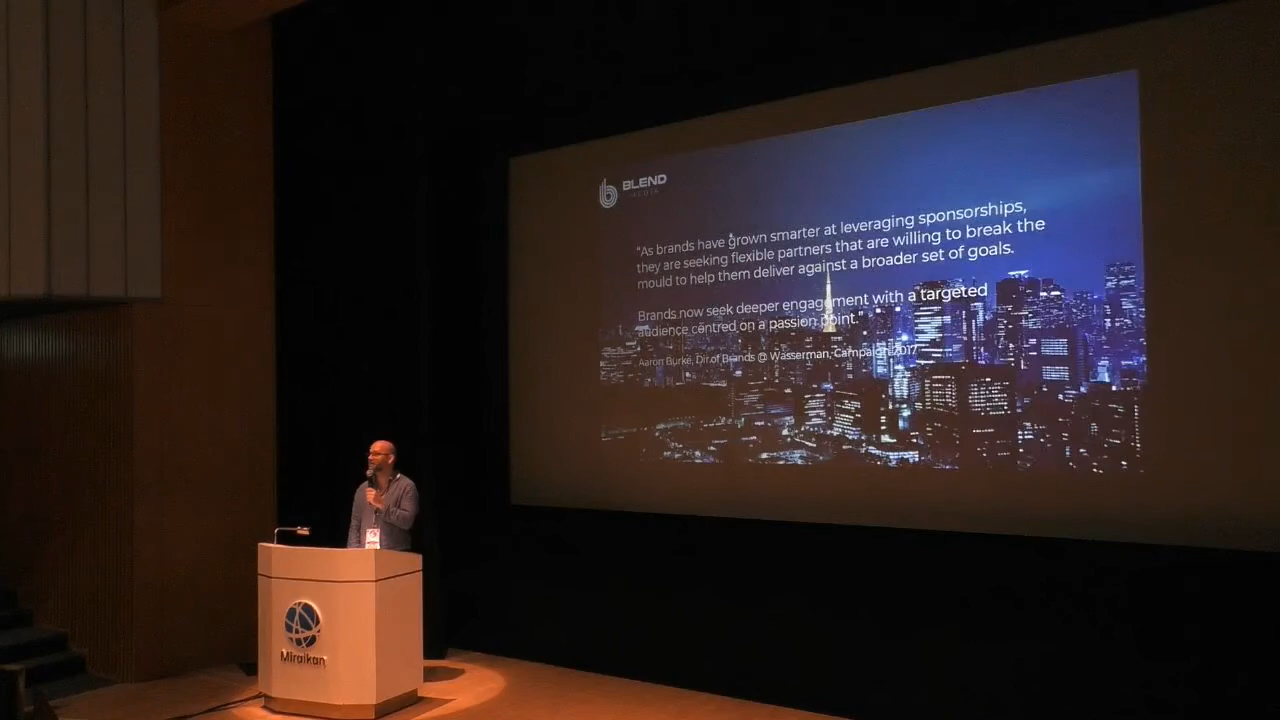 BLEND
MEDIA
"As brands have grown smarter at leveraging sponsorships,
they are seeking flexible partners that are willing to break the
mould to help them deliver against a broader set of goals.
Brands now seek deeper engagement with a targeted
audience centred on a passion point."
Aaron Burke, Dir.of Brands @ Wasserman, Campaign 2017
Miraikan